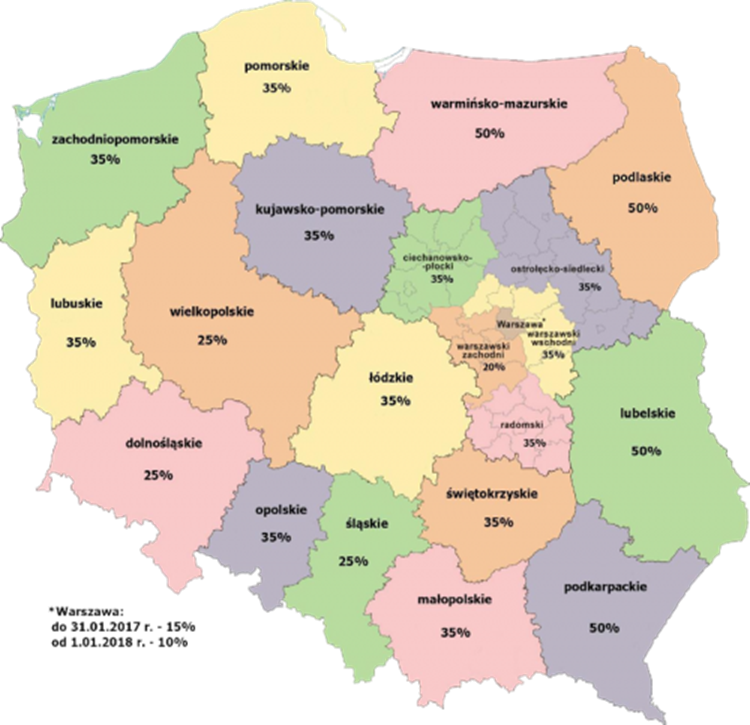 pomorskie
35%
warmińsko-mazurskie
50%
zachodniopomorskie
35%
podlaskie
50%
kujawsko-pomorskie
35%
ciechanowsko-
-płocki
35%
ostrołęcko-siedlecki
35%
lubuskie
35%
wielkopolskie
25%
Warszawa*
warszawski
wschodni
35%
warszawski
zachodni
20%
łódzkie
35%
lubelskie
50%
radomski
35%
dolnośląskie
25%
opolskie
35%
śląskie
25%
świętokrzyskie
35%
małopolskie
35%
podkarpackie
50%
*Warszawa:
do 31.01.2017 r. - 15%
od 1.01.2018 r. - 10%